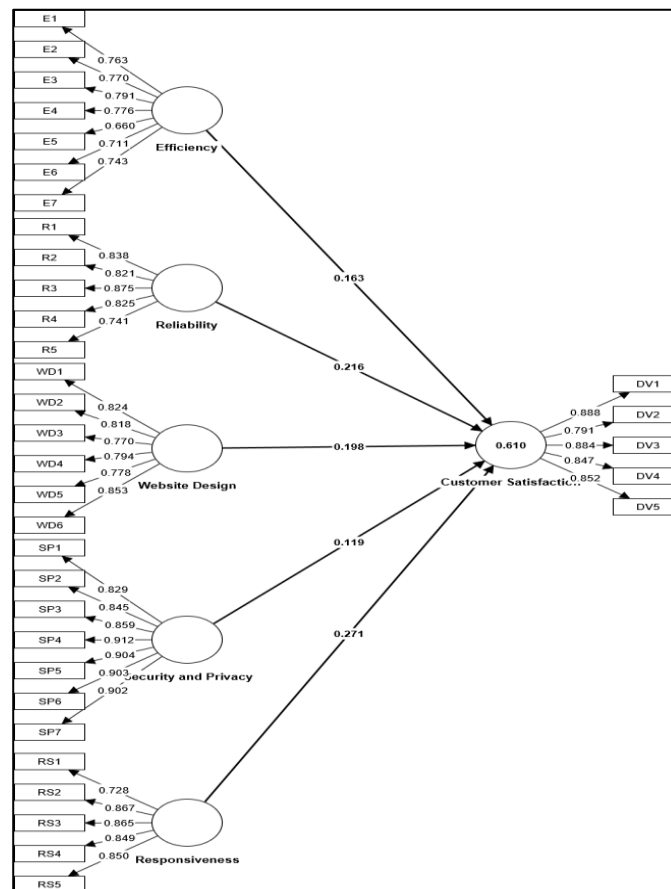 E1
E2
E3
E4
E5
E6
E7
0.763
0.770
0.791
0.776
0.660
0.711
0.743
Efficiency
0.163
R1
R2
R3
R4
R5
0.838
0.821
0.875
0.825
0.741
Reliability
0.216
WD1
WD2
WD3
WD4
WD5
WD6
0.824
0.818
0.770
0.794
0.778
0.853
Website Design
0.198
SP1
SP2
SP3
SP4
SP5
SP6
SP7
0.829
0.845
0.859
0.912
0.904
0.903
0.902
ecurity and Privacy
0.119
RS1
RS2
RS3
RS4
RS5
0.728
0.867
0.865
0.849
0.850
Responsiveness
0.271
0.610
Customer Satisfaction
0.888
0.791
0.884
0.847
0.852
DV1
DV2
DV3
DV4
DV5